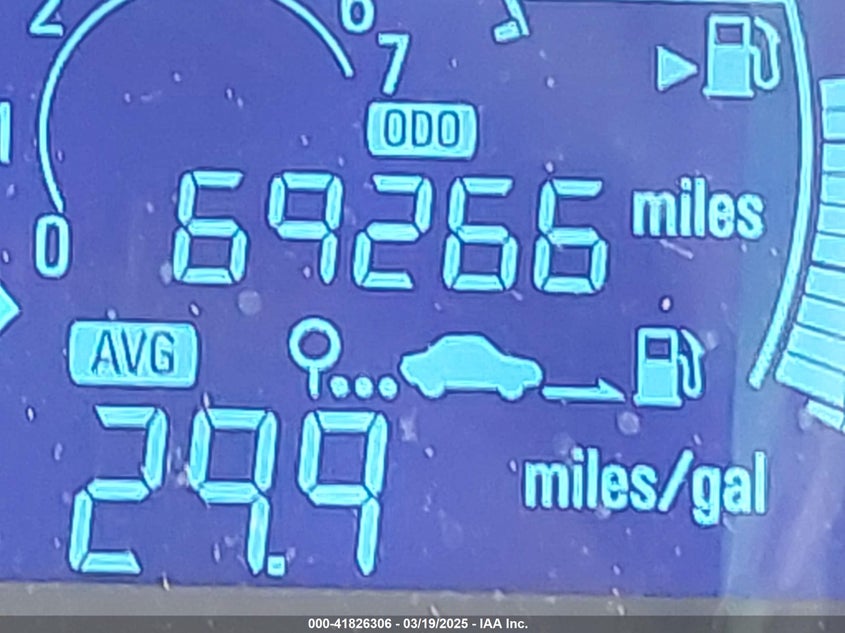 2
6
7
1
ODO
69266 miles
0
AVG
29.9 miles/gal
000-41826306 - 03/19/2025 - IAA Inc.